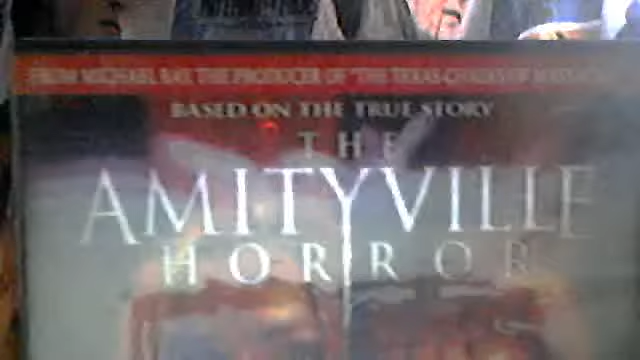 FROM MICHAEL BAY, THE PRODUCER OF "THE TEXAS CHAINSAW MASSACRE"
BASED ON THE TRUE STORY
THE
AMITYVILLE
HORROR